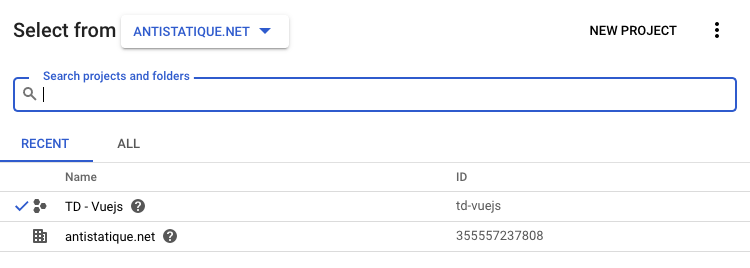 Select from ANTISTATIQUE.NET NEW PROJECT
Search projects and folders
RECENT ALL
Name ID
TD - Vuejs td-vuejs
antistatique.net 355557237808